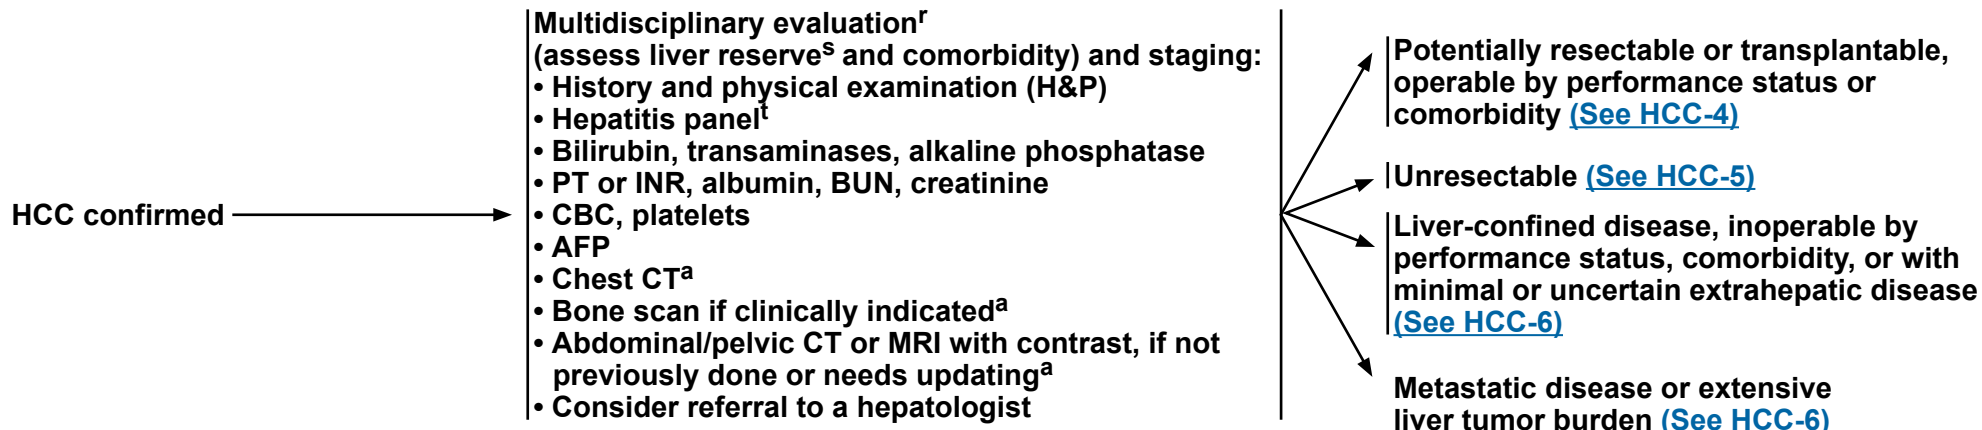 HCC confirmed
Multidisciplinary evaluationʳ
(assess liver reserveˢ and comorbidity) and staging:
• History and physical examination (H&P)
• Hepatitis panelᵗ
• Bilirubin, transaminases, alkaline phosphatase
• PT or INR, albumin, BUN, creatinine
• CBC, platelets
• AFP
• Chest CTᵃ
• Bone scan if clinically indicatedᵃ
• Abdominal/pelvic CT or MRI with contrast, if not
previously done or needs updatingᵃ
• Consider referral to a hepatologist
Potentially resectable or transplantable,
operable by performance status or
comorbidity (See HCC-4)
Unresectable (See HCC-5)
Liver-confined disease, inoperable by
performance status, comorbidity, or with
minimal or uncertain extrahepatic disease
(See HCC-6)
Metastatic disease or extensive
liver tumor burden (See HCC-6)